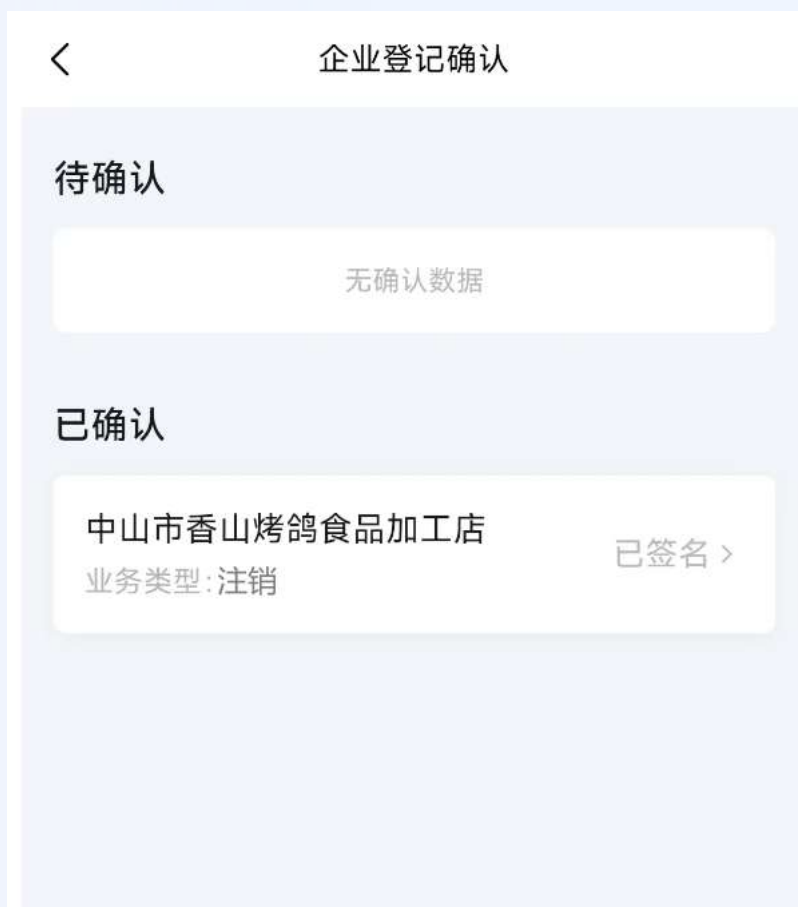 企业登记确认
待确认
无确认数据
已确认
中山市香山烤鸽食品加工店
已签名
业务类型:注销